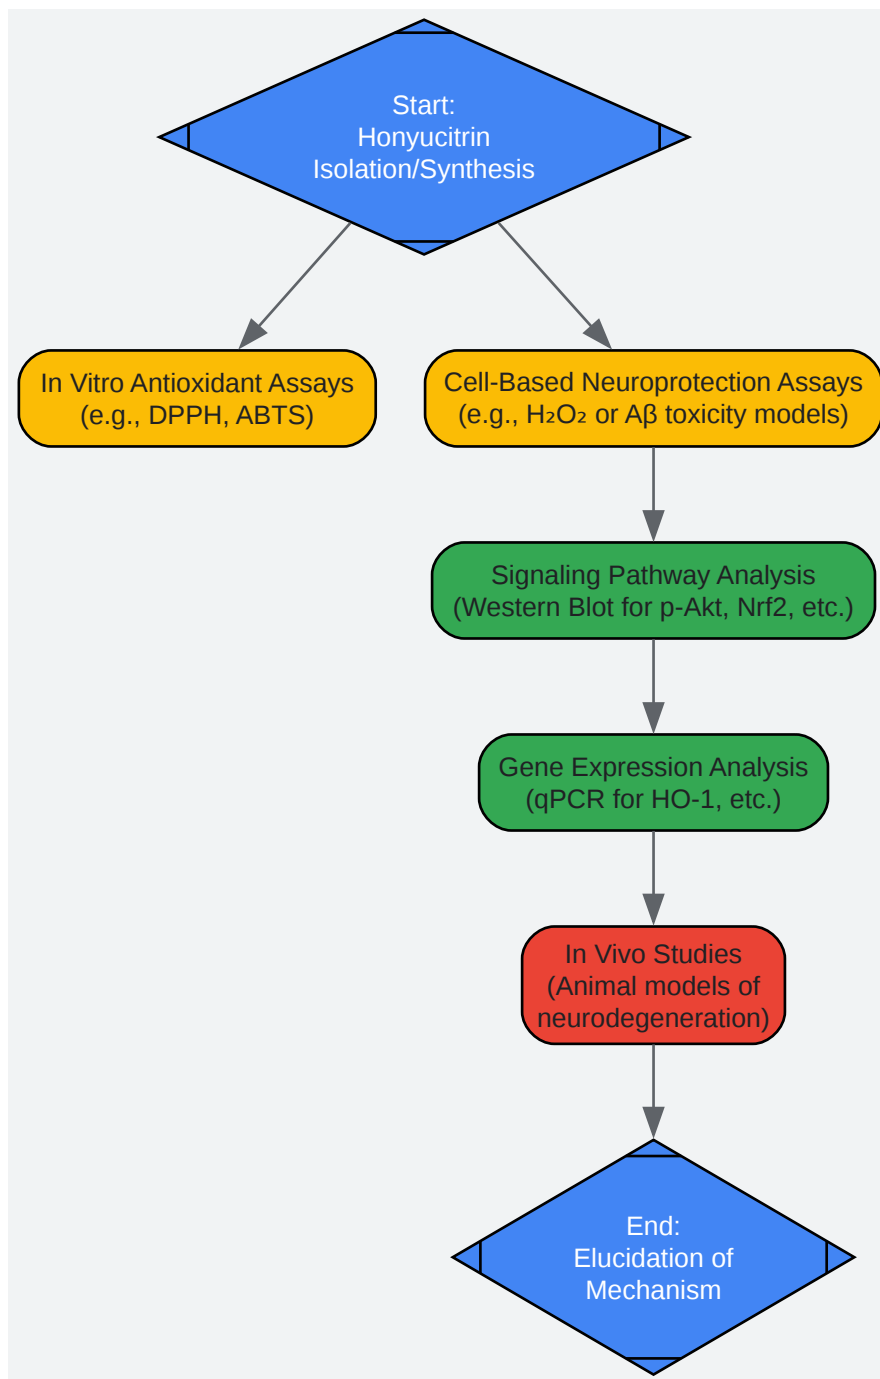 Start:
Honyucitrin
Isolation/Synthesis
In Vitro Antioxidant Assays
(e.g., DPPH, ABTS)
Cell-Based Neuroprotection Assays
(e.g., H₂O₂ or Aβ toxicity models)
Signaling Pathway Analysis
(Western Blot for p-Akt, Nrf2, etc.)
Gene Expression Analysis
(qPCR for HO-1, etc.)
In Vivo Studies
(Animal models of
neurodegeneration)
End:
Elucidation of
Mechanism